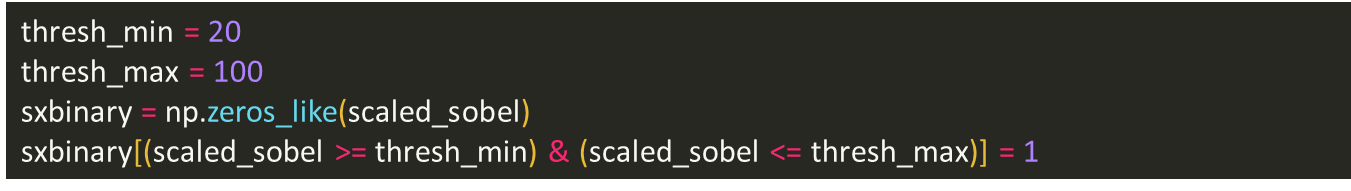 thresh_min = 20
thresh_max = 100
sxbinary = np.zeros_like(scaled_sobel)
sxbinary[(scaled_sobel >= thresh_min) & (scaled_sobel <= thresh_max)] = 1